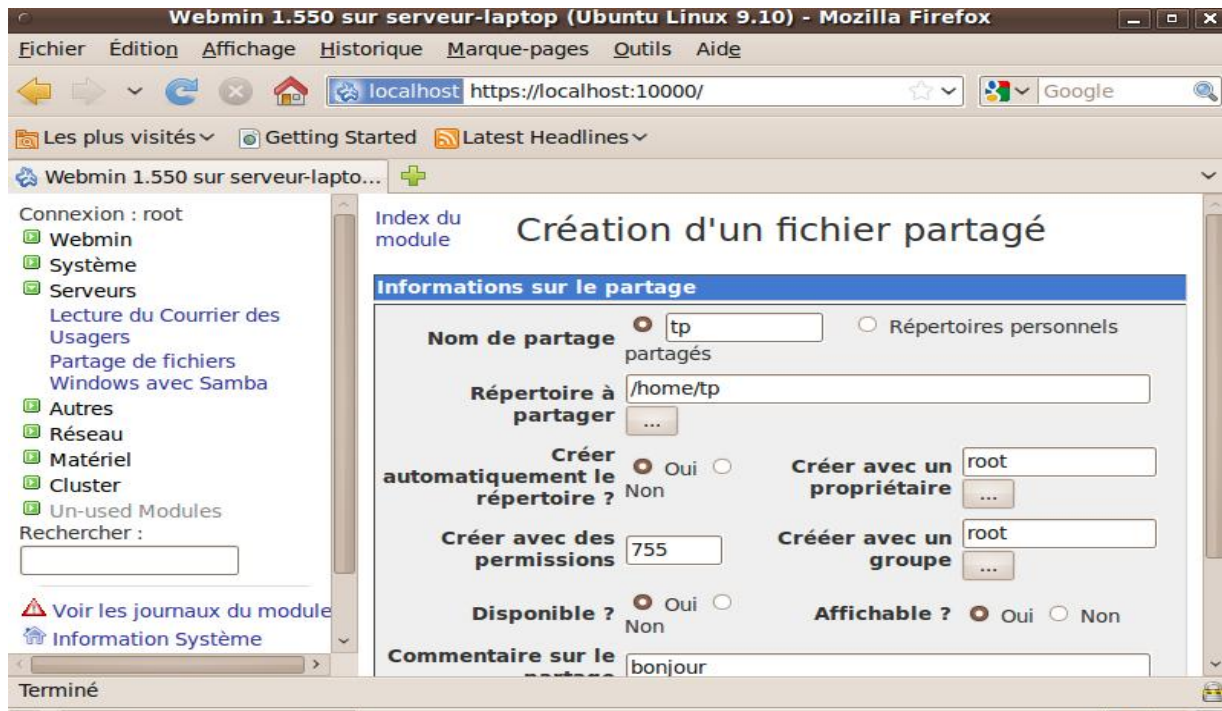 Webmin 1.550 sur serveur-laptop (Ubuntu Linux 9.10) - Mozilla Firefox
Fichier Édition Affichage Historique Marque-pages Outils Aide
localhost https://localhost:10000/ Google
Les plus visités Getting Started Latest Headlines
Webmin 1.550 sur serveur-lapto...
Connexion : root
Webmin
Système
Serveurs
Lecture du Courrier des
Usagers
Partage de fichiers
Windows avec Samba
Autres
Réseau
Matériel
Cluster
Un-used Modules
Rechercher :
Voir les journaux du module
Information Système
Index du
module
Création d'un fichier partagé
Informations sur le partage
Nom de partage tp Répertoires personnels
partagés
Répertoire à
partager
/home/tp
...
Créer
automatiquement le
répertoire ?
Oui
Non
Créer avec un
propriétaire
root
...
Créer avec des
permissions
755
Crééer avec un
groupe
root
...
Disponible ? Oui
Non
Affichable ? Oui Non
Commentaire sur le
partage
bonjour
Terminé